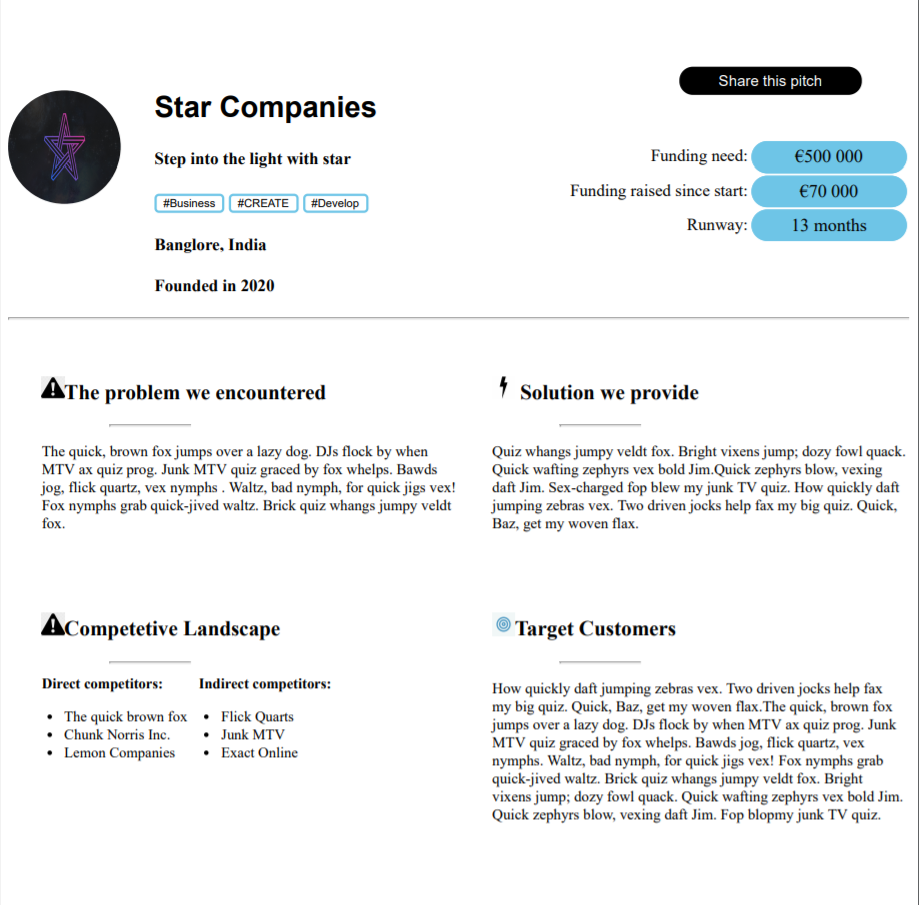 Share this pitch
Star Companies
Step into the light with star
#Business #CREATE #Develop
Banglore, India
Founded in 2020
Funding need: €500 000
Funding raised since start: €70 000
Runway: 13 months
The problem we encountered
The quick, brown fox jumps over a lazy dog. DJs flock by when
MTV ax quiz prog. Junk MTV quiz graced by fox whelps. Bawds
jog, flick quartz, vex nymphs . Waltz, bad nymph, for quick jigs vex!
Fox nymphs grab quick-jived waltz. Brick quiz whangs jumpy veldt
fox.
Solution we provide
Quiz whangs jumpy veldt fox. Bright vixens jump; dozy fowl quack.
Quick wafting zephyrs vex bold Jim.Quick zephyrs blow, vexing
daft Jim. Sex-charged fop blew my junk TV quiz. How quickly daft
jumping zebras vex. Two driven jocks help fax my big quiz. Quick,
Baz, get my woven flax.
Competetive Landscape
Direct competitors:
The quick brown fox
Chunk Norris Inc.
Lemon Companies
Indirect competitors:
Flick Quarts
Junk MTV
Exact Online
Target Customers
How quickly daft jumping zebras vex. Two driven jocks help fax
my big quiz. Quick, Baz, get my woven flax.The quick, brown fox
jumps over a lazy dog. DJs flock by when MTV ax quiz prog. Junk
MTV quiz graced by fox whelps. Bawds jog, flick quartz, vex
nymphs. Waltz, bad nymph, for quick jigs vex! Fox nymphs grab
quick-jived waltz. Brick quiz whangs jumpy veldt fox. Bright
vixens jump; dozy fowl quack. Quick wafting zephyrs vex bold Jim.
Quick zephyrs blow, vexing daft Jim. Fop blopmy junk TV quiz.